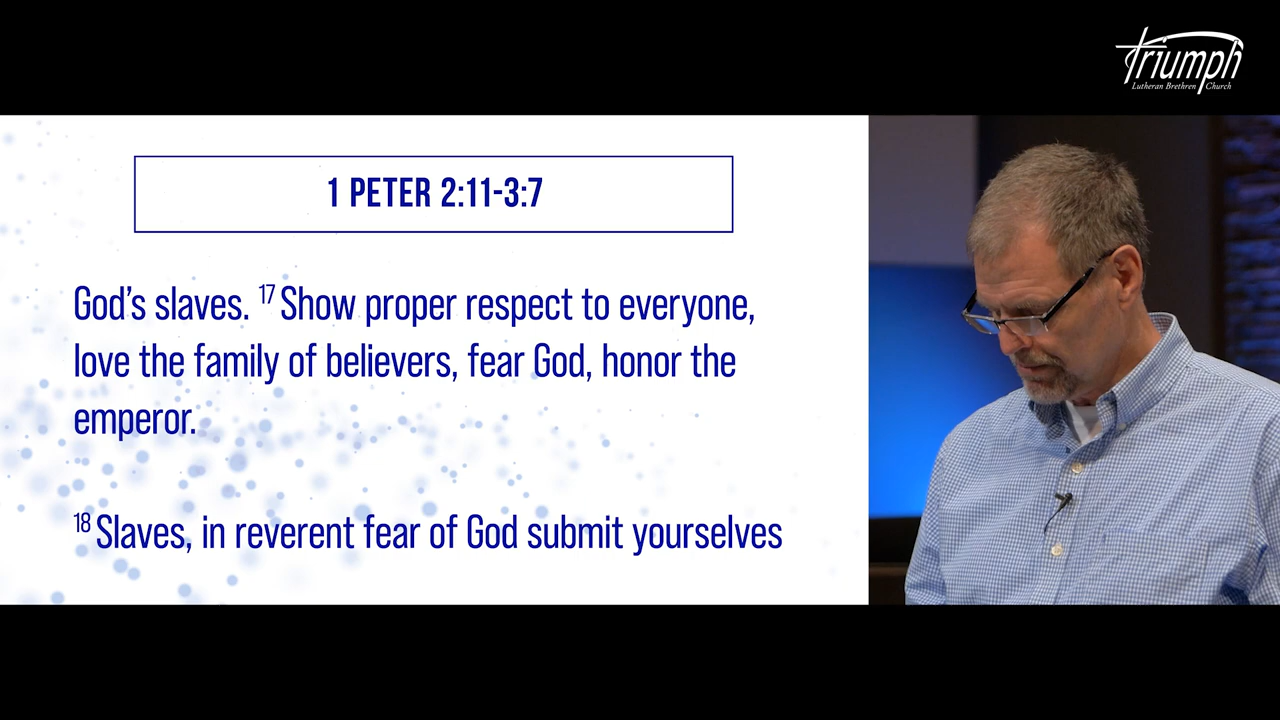 Triumph
Lutheran Brethren Church
1 PETER 2:11-3:7
God’s slaves. 17 Show proper respect to everyone,
love the family of believers, fear God, honor the
emperor.
18 Slaves, in reverent fear of God submit yourselves